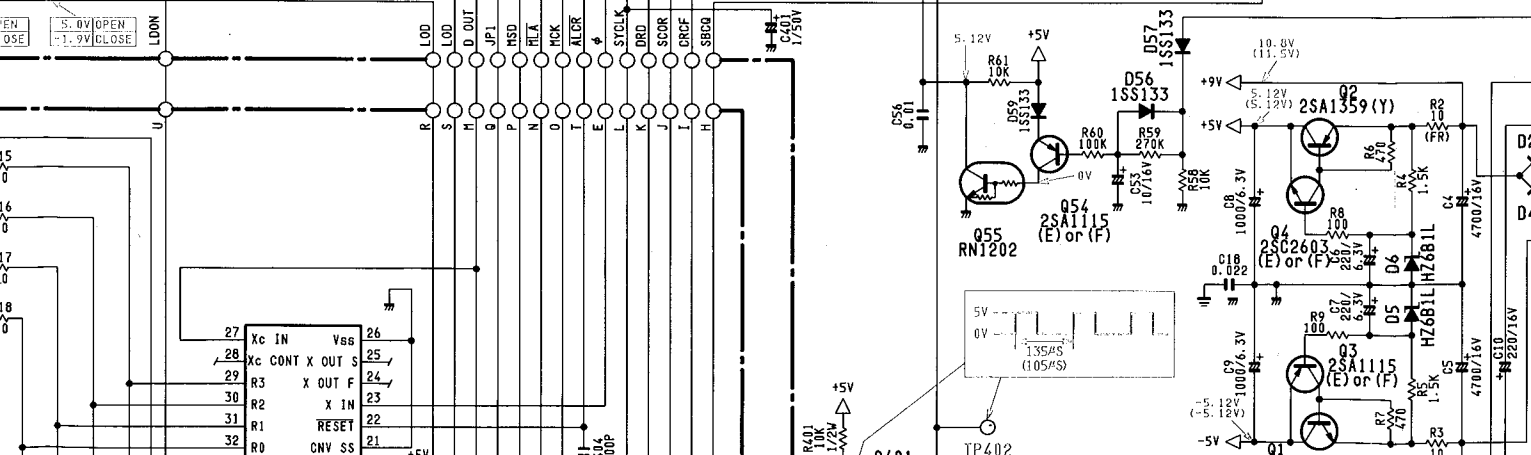 5.0V OPEN
-1.9V CLOSE
OSE
LDON
LOD
LOD
D OUT
JP1
MSD
MLA
MCK
ALCR
φ
SYCLK
DRD
SCOR
CRCF
SBCQ
C401
1/50V
U
R
S
M
Q
P
N
O
T
E
L
K
J
I
H
15
0
16
0
17
0
18
0
27
Xc IN
28
Xc CONT
29
R3
30
R2
31
R1
32
R0
Vss
26
X OUT S
25
X OUT F
24
X IN
23
RESET
22
CNV SS
21
+5V
+5V
R401
10K
1/2W
5.12V
+5V
R61
10K
C56
0.01
D59
1SS133
D57
1SS133
D56
1SS133
R60
100K
R59
270K
C53
10/16V
R58
10K
0V
Q54
2SA1115
(E)or(F)
Q55
RN1202
5V
0V
135μS
(105μS)
TP402
10.8V
(11.5V)
+9V
5.12V
(5.12V)
+5V
Q2
2SA1359(Y)
R2
10
(FR)
R6
470
R4
1.5K
C8
1000/6.3V
C4
4700/16V
Q4
2SC2603
(E)or(F)
R8
100
C6
220/
6.3V
D6
HZ6B1L
C18
0.022
C7
220/
6.3V
D5
HZ6B1L
R9
100
Q3
2SA1115
(E)or(F)
C9
1000/6.3V
R5
1.5K
C5
4700/16V
C10
220/16V
R7
470
-5.12V
(-5.12V)
-5V
Q1
R3
10